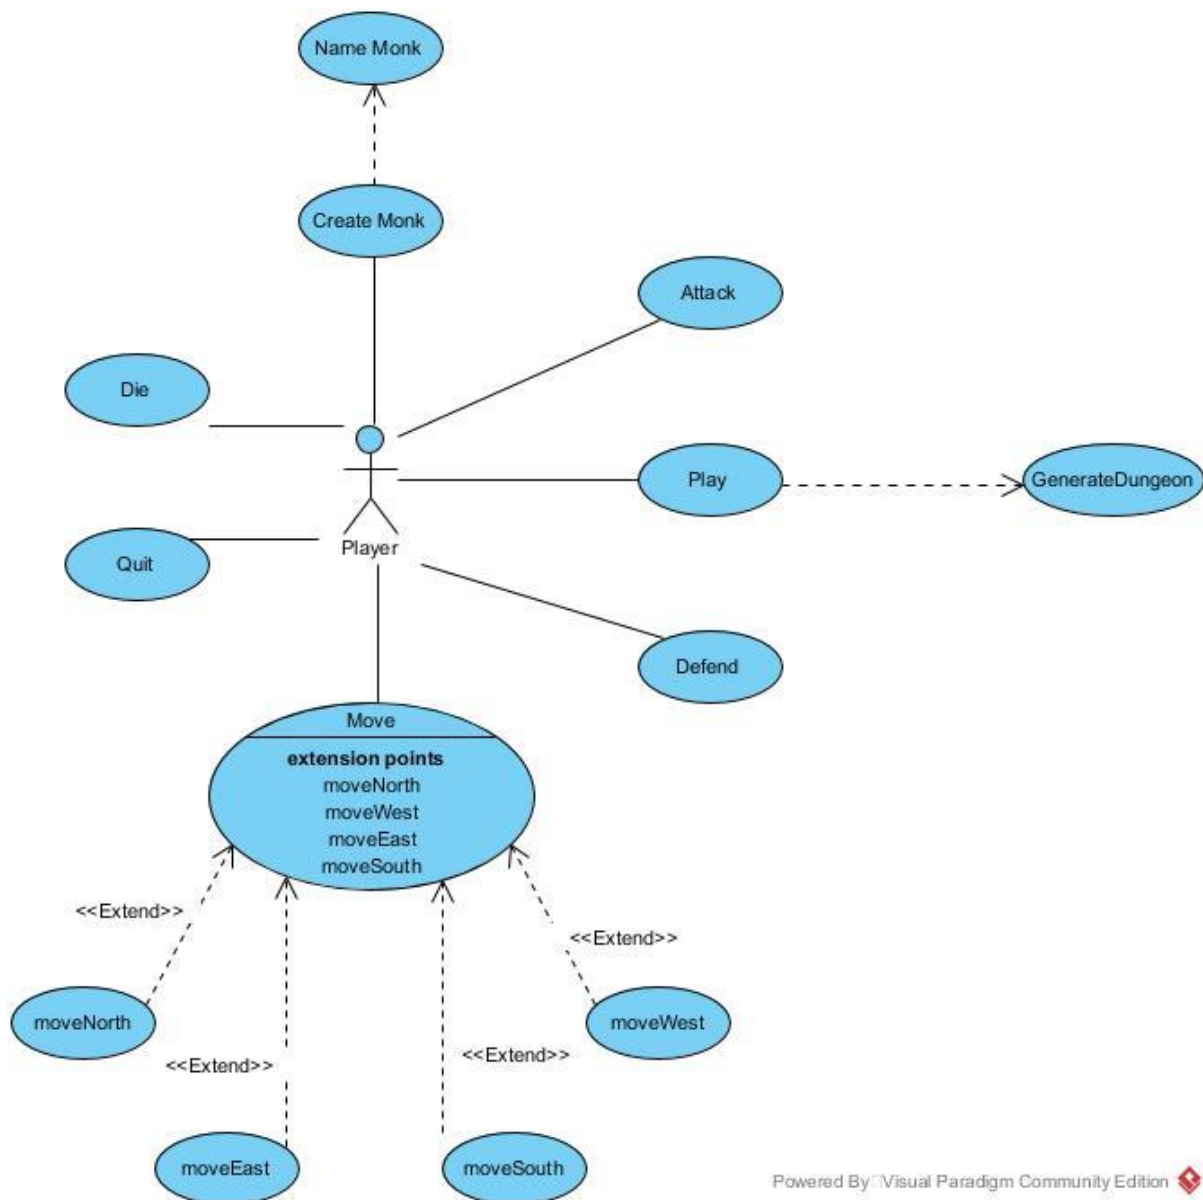 Name Monk
Create Monk
Attack
Die
Play
GenerateDungeon
Player
Quit
Defend
Move
extension points
moveNorth
moveWest
moveEast
moveSouth
<<Extend>>
<<Extend>>
moveNorth
moveWest
<<Extend>>
<<Extend>>
moveEast
moveSouth
Powered By Visual Paradigm Community Edition